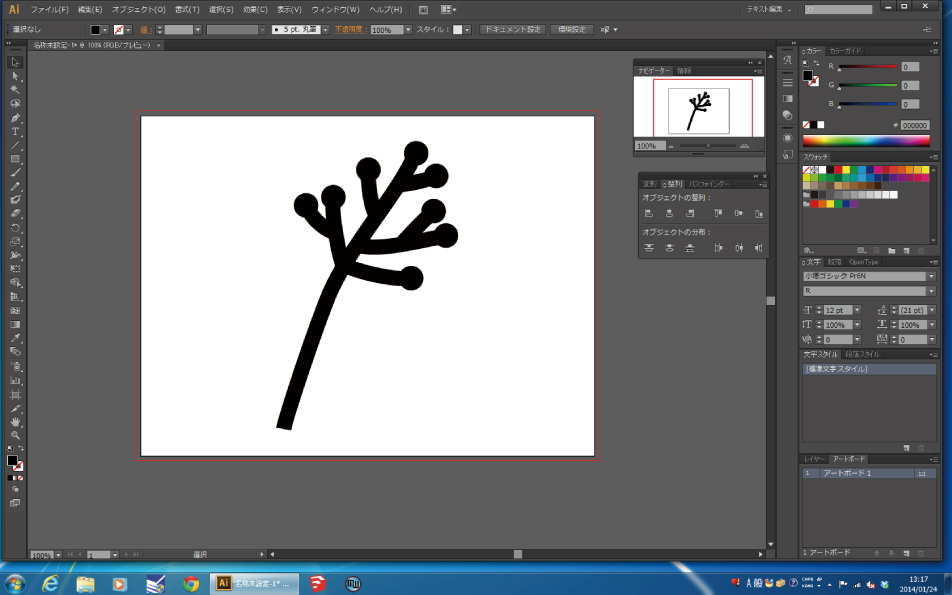 Ai ファイル(F) 編集(E) オブジェクト(O) 書式(T) 選択(S) 効果(C) 表示(V) ウィンドウ(W) ヘルプ(H) テキスト編集
選択なし 線: 5 pt. 丸筆 不透明度: 100% スタイル: ドキュメント設定 環境設定
名称未設定-1* @ 100% (RGB/プレビュー) ×
カラー カラーガイド
R 0
G 0
B 0
# 000000
ナビゲーター 情報
100%
スウォッチ
変形 整列 パスファインダー
オブジェクトの整列:
オブジェクトの分布:
文字 段落 OpenType
小塚ゴシック Pr6N
R
12 pt (21 pt)
100% 100%
0 0
文字スタイル 段落スタイル
[標準文字スタイル]
レイヤー アートボード
1 アートボード 1
1 アートボード
100% 1 選択
Ai 名称未設定-1* ...
A 般 CAPS KANA
13:17
2014/01/24